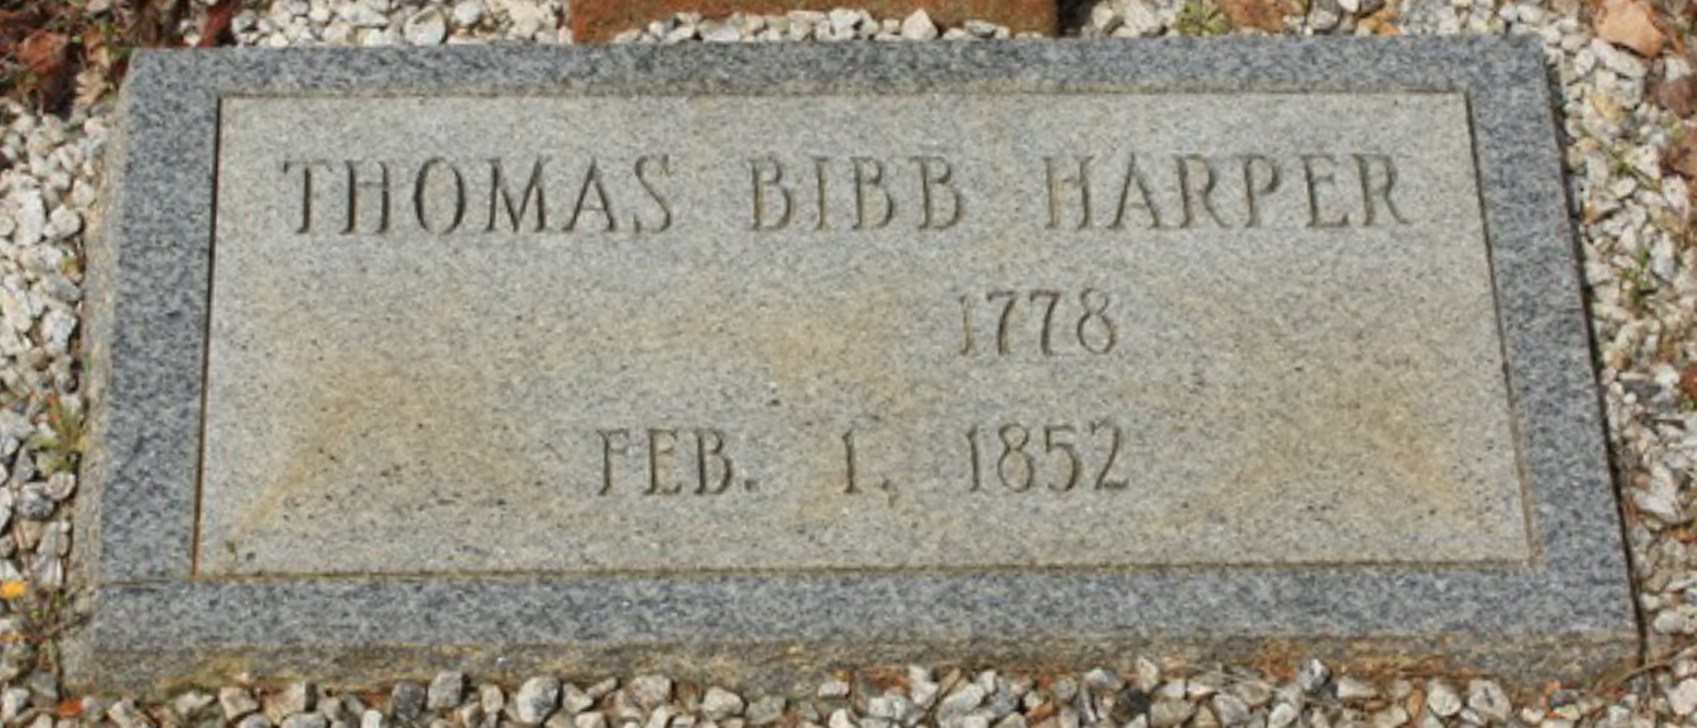 THOMAS BIBB HARPER
1778
FEB. 1, 1852